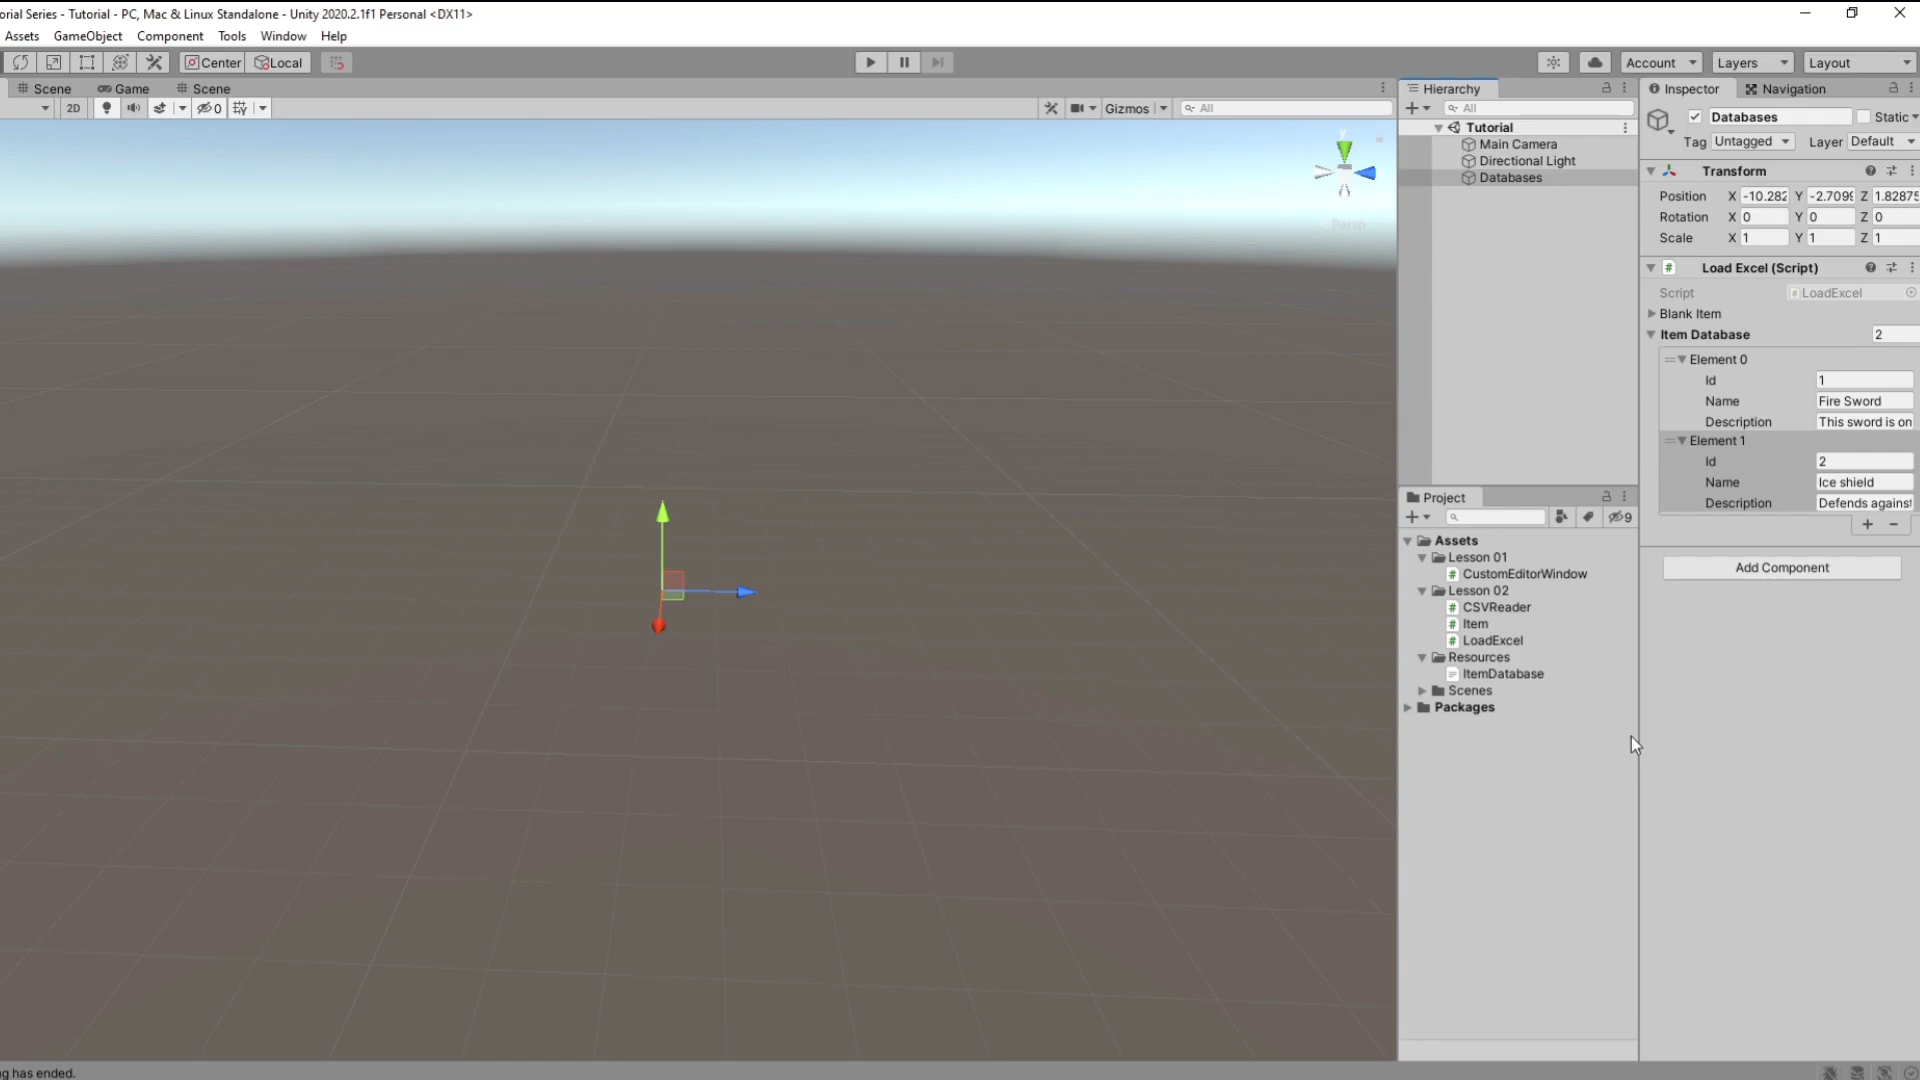 orial Series - Tutorial - PC, Mac & Linux Standalone - Unity 2020.2.1f1 Personal <DX11>
Assets GameObject Component Tools Window Help
Center Local Account Layers Layout
Scene Game Scene
2D 0 Gizmos All
y
Persp
Hierarchy
All
Tutorial
Main Camera
Directional Light
Databases
Project
9
Assets
Lesson 01
CustomEditorWindow
Lesson 02
CSVReader
Item
LoadExcel
Resources
ItemDatabase
Scenes
Packages
Inspector Navigation
Databases Static
Tag Untagged Layer Default
Transform
Position X -10.282 Y -2.7099 Z 1.82875
Rotation X 0 Y 0 Z 0
Scale X 1 Y 1 Z 1
# Load Excel (Script)
Script LoadExcel
Blank Item
Item Database 2
Element 0
Id 1
Name Fire Sword
Description This sword is on
Element 1
Id 2
Name Ice shield
Description Defends against
+ −
Add Component
g has ended.